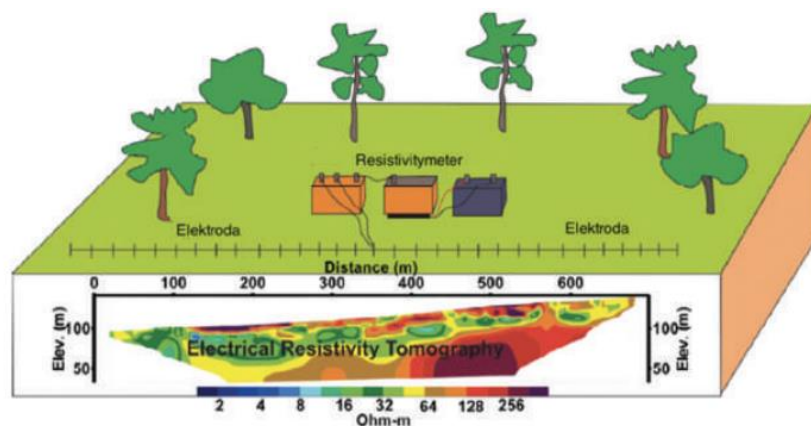 Resistivitymeter
Elektroda
Elektroda
Distance (m)
0 100 200 300 400 500 600
Elev. (m)
100
50
Electrical Resistivity Tomography
100
50
Elev. (m)
2 4 8 16 32 64 128 256
Ohm-m